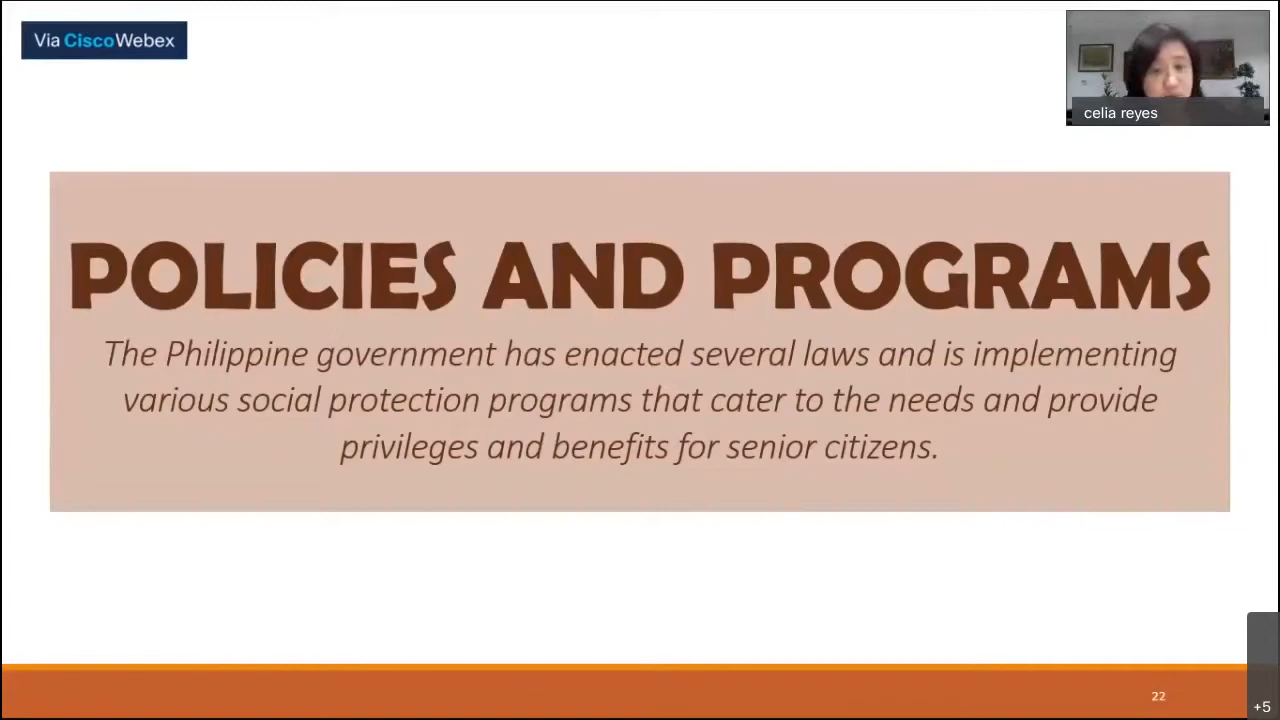 Via CiscoWebex
celia reyes
POLICIES AND PROGRAMS
The Philippine government has enacted several laws and is implementing
various social protection programs that cater to the needs and provide
privileges and benefits for senior citizens.
22
+5